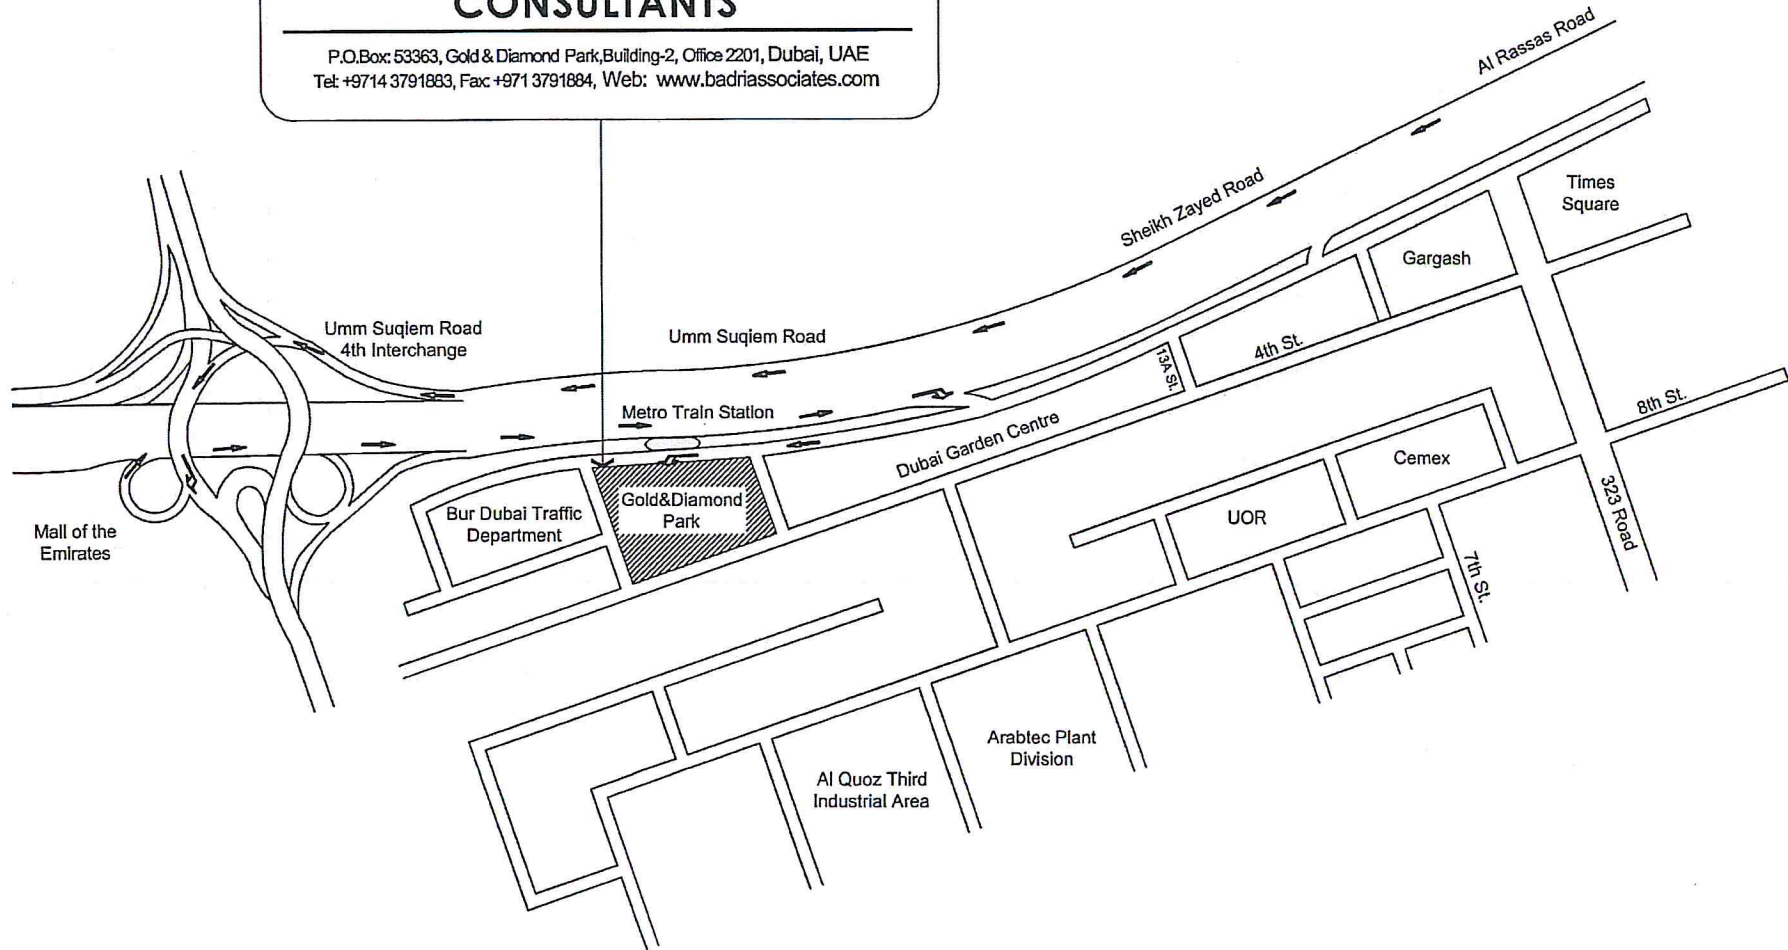 CONSULTANTS
P.O.Box: 53363, Gold & Diamond Park,Building-2, Office 2201, Dubai, UAE
Tel: +9714 3791883, Fax: +971 3791884, Web: www.badriassociates.com
Al Rassas Road
Sheikh Zayed Road
Times
Square
Gargash
Umm Suqiem Road
4th Interchange
Umm Suqiem Road
13A St.
4th St.
Metro Train Station
8th St.
Dubai Garden Centre
Cemex
Mall of the
Emirates
Bur Dubai Traffic
Department
Gold&Diamond
Park
UOR
323 Road
7th St.
Arabtec Plant
Division
Al Quoz Third
Industrial Area